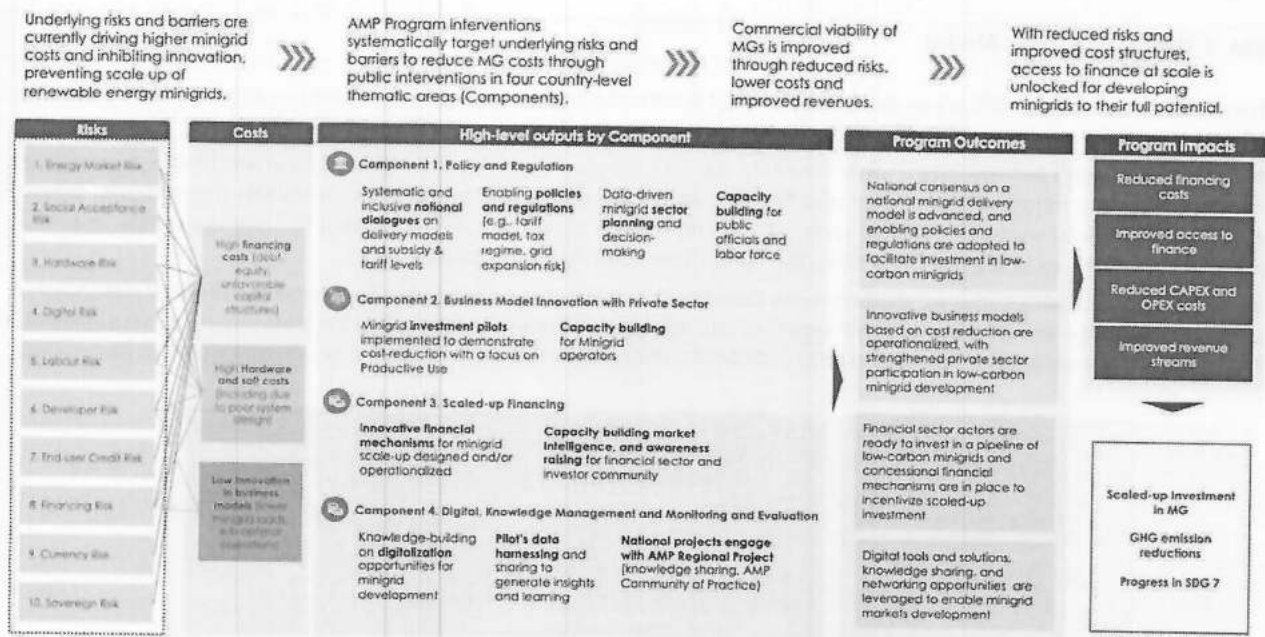 Underlying risks and barriers are
currently driving higher minigrid
costs and inhibiting innovation,
preventing scale up of
renewable energy minigrids.
AMP Program interventions
systematically target underlying risks and
barriers to reduce MG costs through
public interventions in four country-level
thematic areas (Components).
Commercial viability of
MGs is improved
through reduced risks,
lower costs and
improved revenues.
With reduced risks and
improved cost structures,
access to finance at scale is
unlocked for developing
minigrids to their full potential.
Risks
1. Energy Market Risk
2. Social Acceptance
Risk
3. Hardware Risk
4. Digital Risk
5. Labour Risk
6. Developer Risk
7. End-user Credit Risk
8. Financing Risk
9. Currency Risk
10. Sovereign Risk
Costs
High financing
costs (debt,
equity,
unfavorable
capital
structures)
High Hardware
and soft costs
(including due
to poor system
design)
Low Innovation
in business
models (lower
minigrid loads,
suboptimal
operations)
High-level outputs by Component
Component 1. Policy and Regulation
Systematic and
inclusive national
dialogues on
delivery models
and subsidy &
tariff levels
Enabling policies
and regulations
(e.g., tariff
model, tax
regime, grid
expansion risk)
Data-driven
minigrid sector
planning and
decision-
making
Capacity
building for
public
officials and
labor force
Component 2. Business Model Innovation with Private Sector
Minigrid investment pilots
implemented to demonstrate
cost-reduction with a focus on
Productive Use
Capacity building
for Minigrid
operators
Component 3. Scaled-up Financing
Innovative financial
mechanisms for minigrid
scale-up designed and/or
operationalized
Capacity building market
intelligence, and awareness
raising for financial sector and
investor community
Component 4. Digital, Knowledge Management and Monitoring and Evaluation
Knowledge-building
on digitalization
opportunities for
minigrid
development
Pilot's data
harnessing and
sharing to
generate insights
and learning
National projects engage
with AMP Regional Project
(knowledge sharing, AMP
Community of Practice)
Program Outcomes
National consensus on a
national minigrid delivery
model is advanced, and
enabling policies and
regulations are adopted to
facilitate investment in low-
carbon minigrids
Innovative business models
based on cost reduction are
operationalized, with
strengthened private sector
participation in low-carbon
minigrid development
Financial sector actors are
ready to invest in a pipeline of
low-carbon minigrids and
concessional financial
mechanisms are in place to
incentivize scaled-up
investment
Digital tools and solutions,
knowledge sharing, and
networking opportunities are
leveraged to enable minigrid
markets development
Program Impacts
Reduced financing
costs
Improved access to
finance
Reduced CAPEX and
OPEX costs
Improved revenue
streams
Scaled-up Investment
in MG
GHG emission
reductions
Progress in SDG 7